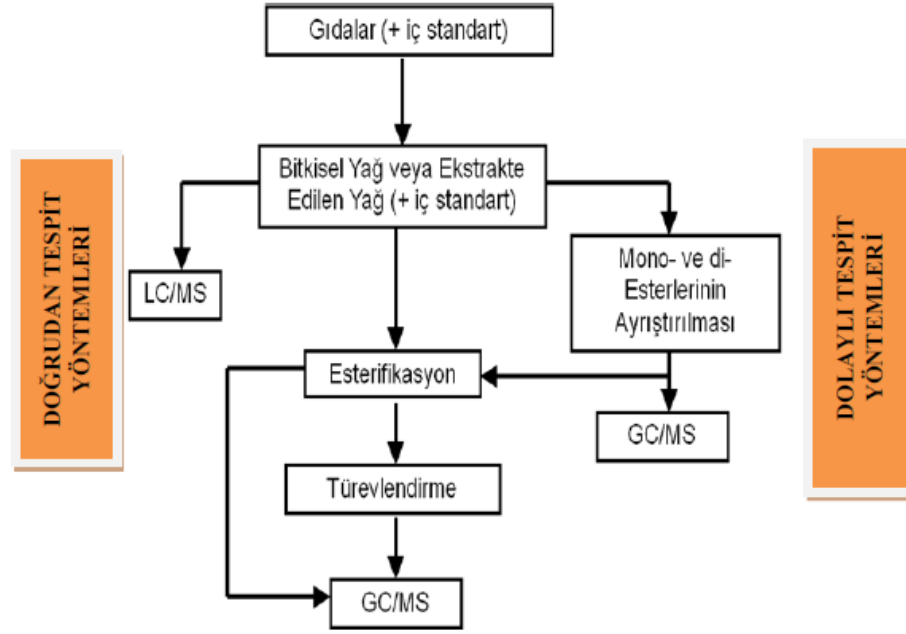 Gıdalar (+ iç standart)
Bitkisel Yağ veya Ekstrakte
Edilen Yağ (+ iç standart)
DOĞRUDAN TESPİT
YÖNTEMLERİ
DOLAYLI TESPİT
YÖNTEMLERİ
LC/MS
Mono- ve di-
Esterlerinin
Ayrıştırılması
Esterifikasyon
GC/MS
Türevlendirme
GC/MS